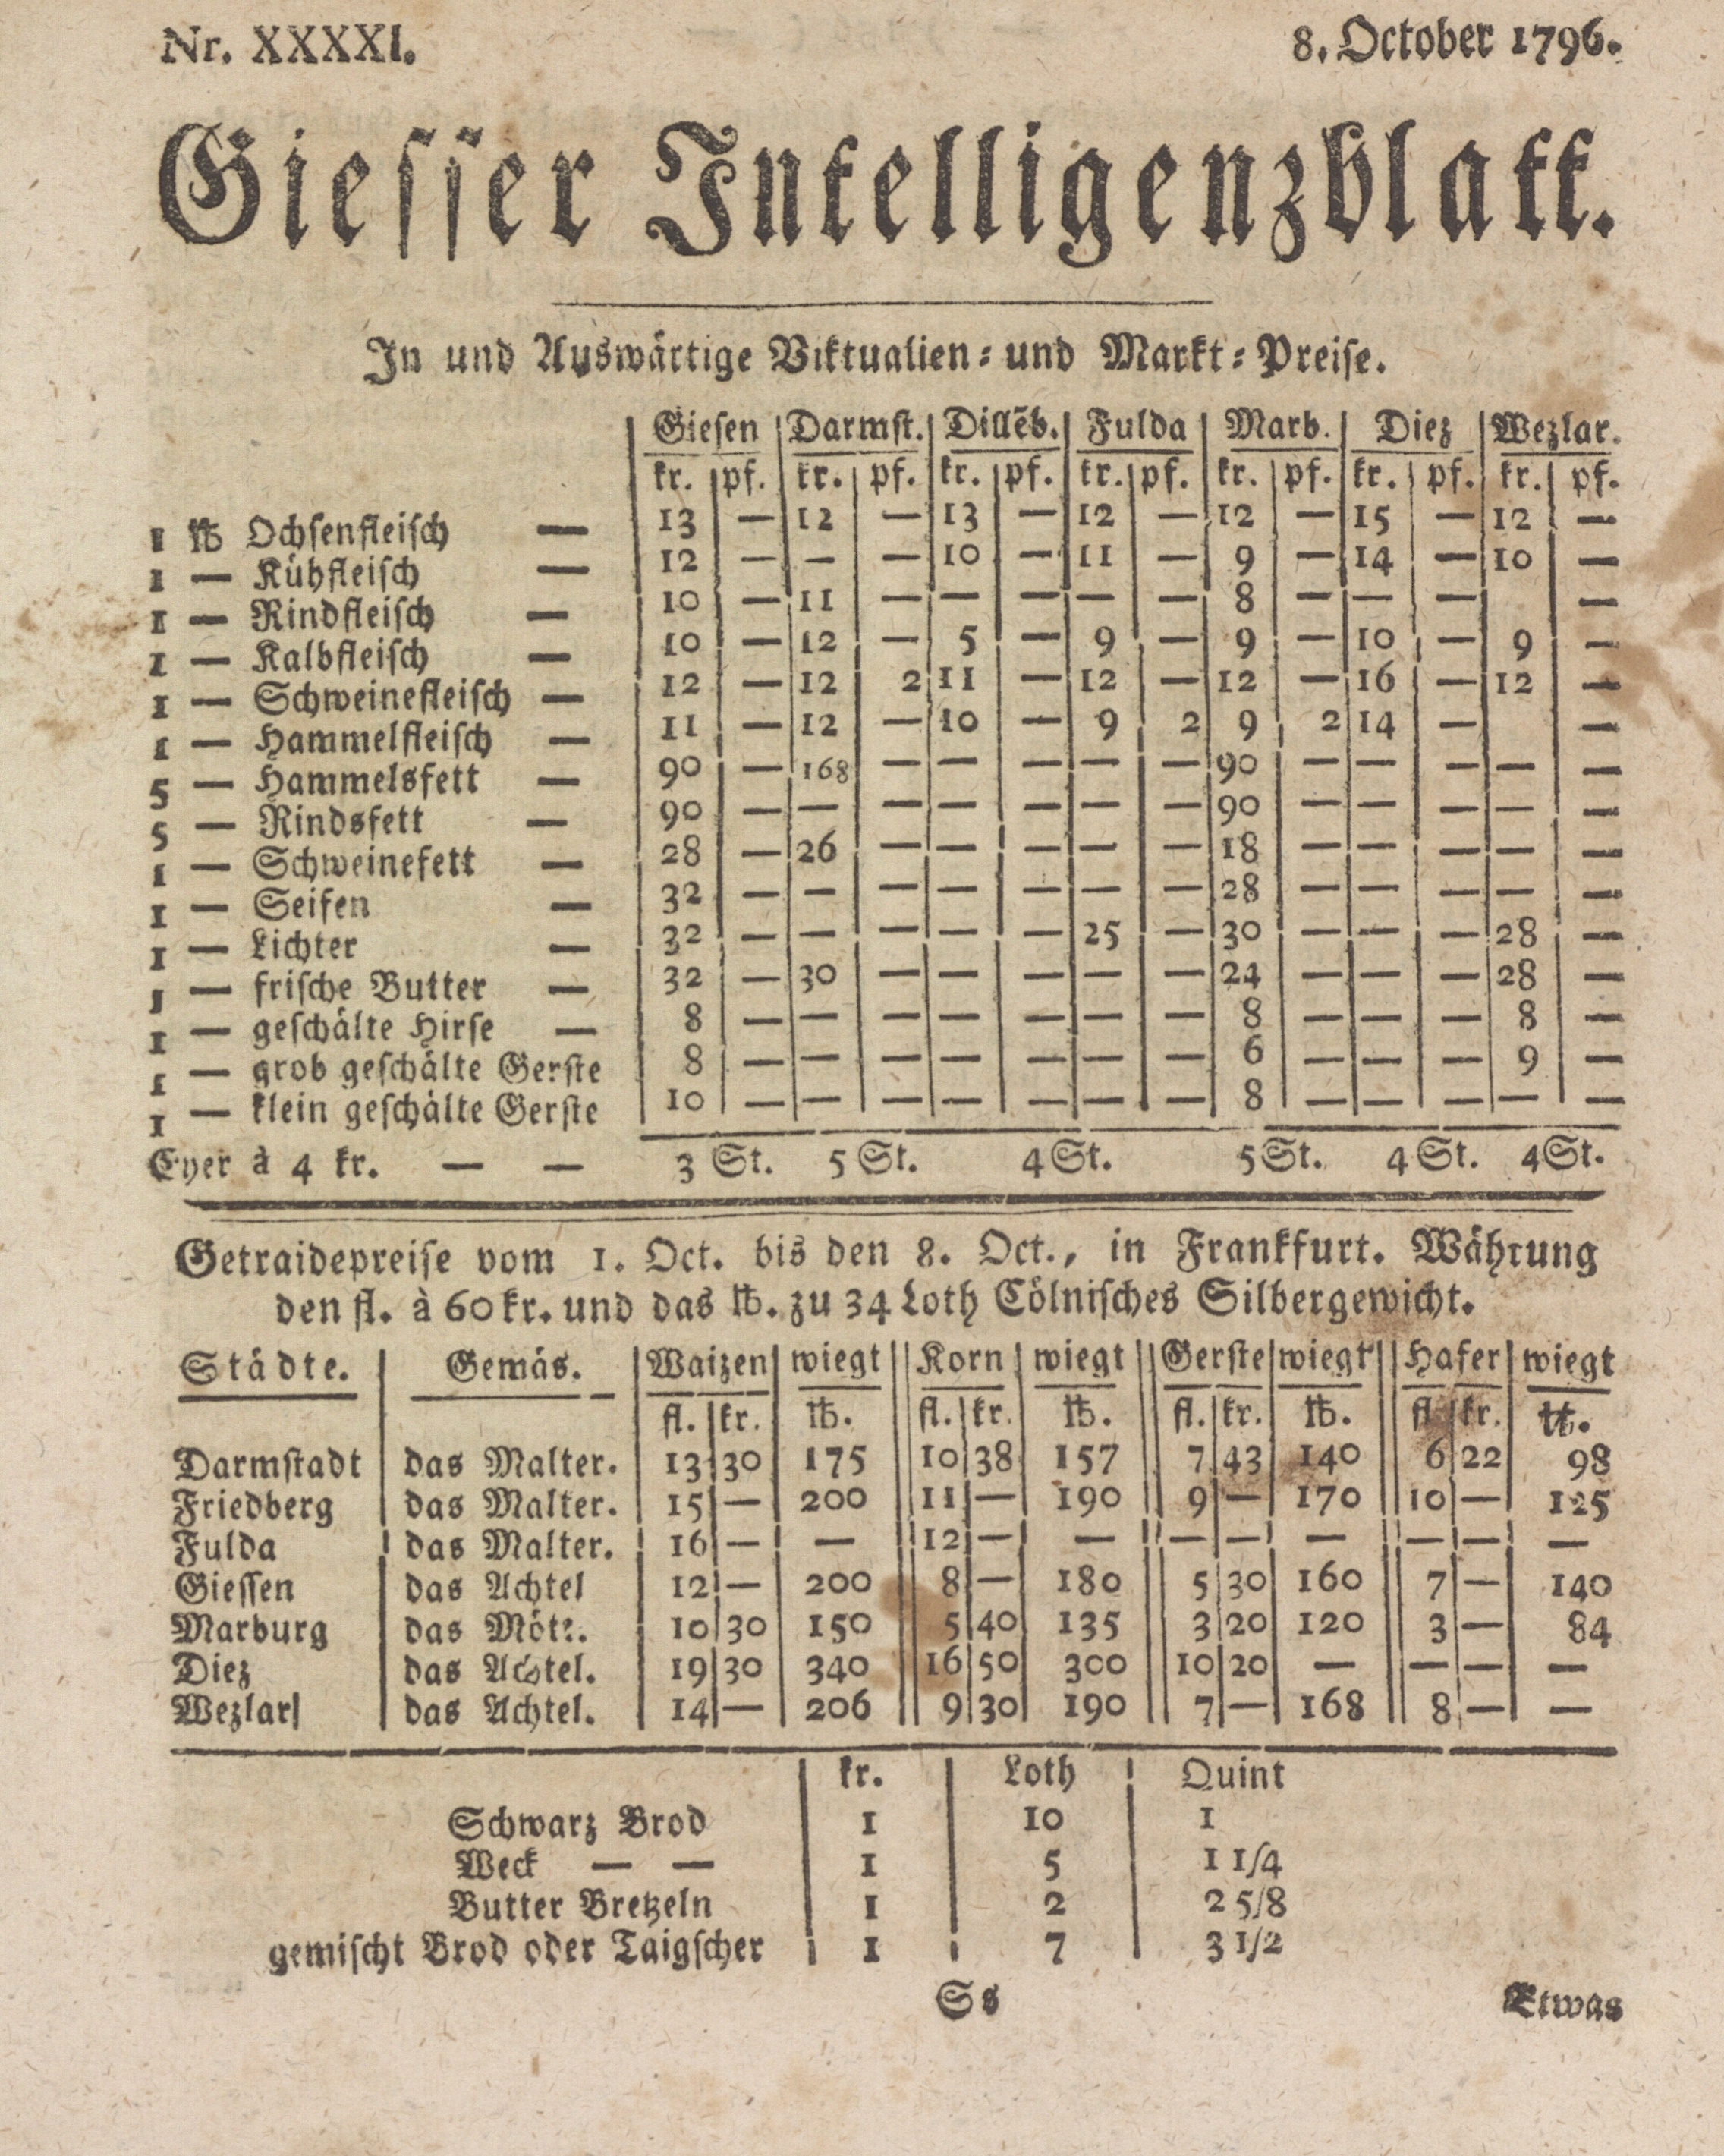 Nr. XXXXI. 8. October 1796.
Giesser Intelligenzblatt.
In und Auswärtige Viktualien- und Markt-Preise.
Giesen | Darmst. | Dillēb. | Fulda | Marb. | Diez | Wezlar.
kr. | pf. | kr. | pf. | kr. | pf. | kr. | pf. | kr. | pf. | kr. | pf. | kr. | pf.
1 ℔ Ochsenfleisch — | 13 | — | 12 | — | 13 | — | 12 | — | 12 | — | 15 | — | 12 | —
1 — Kühfleisch — | 12 | — | — | — | 10 | — | 11 | — | 9 | — | 14 | — | 10 | —
1 — Rindfleisch — | 10 | — | 11 | — | — | — | — | — | 8 | — | — | — | | —
1 — Kalbfleisch — | 10 | — | 12 | — | 5 | — | 9 | — | 9 | — | 10 | — | 9 | —
1 — Schweinefleisch — | 12 | — | 12 | 2 | 11 | — | 12 | — | 12 | — | 16 | — | 12 | —
1 — Hammelfleisch — | 11 | — | 12 | — | 10 | — | 9 | 2 | 9 | 2 | 14 | — | | —
5 — Hammelsfett — | 90 | — | 168 | — | — | — | — | — | 90 | — | — | — | — | —
5 — Rindsfett — | 90 | — | — | — | — | — | — | — | 90 | — | — | — | — | —
1 — Schweinefett — | 28 | — | 26 | — | — | — | — | — | 18 | — | — | — | — | —
1 — Seifen — | 32 | — | — | — | — | — | — | — | 28 | — | — | — | — | —
1 — Lichter — | 32 | — | — | — | — | — | 25 | — | 30 | — | — | — | 28 | —
1 — frische Butter — | 32 | — | 30 | — | — | — | — | — | 24 | — | — | — | 28 | —
1 — geschälte Hirse — | 8 | — | — | — | — | — | — | — | 8 | — | — | — | 8 | —
1 — grob geschälte Gerste | 8 | — | — | — | — | — | — | — | 6 | — | — | — | 9 | —
1 — klein geschälte Gerste | 10 | — | — | — | — | — | — | — | 8 | — | — | — | — | —
Eyer à 4 kr. — — 3 St. 5 St. 4 St. 5 St. 4 St. 4 St.
Getraidepreise vom 1. Oct. bis den 8. Oct., in Frankfurt. Währung
den fl. à 60 kr. und das ℔. zu 34 Loth Cölnisches Silbergewicht.
Städte. | Gemäs. | Waizen | wiegt || Korn | wiegt || Gerste | wiegt || Hafer | wiegt
fl. | kr. | ℔. || fl. | kr. | ℔. || fl. | kr. | ℔. || fl. | kr. | ℔.
Darmstadt | das Malter. | 13 | 30 | 175 || 10 | 38 | 157 || 7 | 43 | 140 || 6 | 22 | 98
Friedberg | das Malter. | 15 | — | 200 || 11 | — | 190 || 9 | — | 170 || 10 | — | 125
Fulda | das Malter. | 16 | — | — || 12 | — | — || — | — | — || — | — | —
Giessen | das Achtel | 12 | — | 200 || 8 | — | 180 || 5 | 30 | 160 || 7 | — | 140
Marburg | das Mött. | 10 | 30 | 150 || 5 | 40 | 135 || 3 | 20 | 120 || 3 | — | 84
Diez | das Achtel. | 19 | 30 | 340 || 16 | 50 | 300 || 10 | 20 | — || — | — | —
Wezlar | das Achtel. | 14 | — | 206 || 9 | 30 | 190 || 7 | — | 168 || 8 | — | —
kr. | Loth | Quint
Schwarz Brod | 1 | 10 | 1
Weck — — | 1 | 5 | 1 1/4
Butter Bretzeln | 1 | 2 | 2 5/8
gemischt Brod oder Taigscher | 1 | 7 | 3 1/2
Ss Etwas